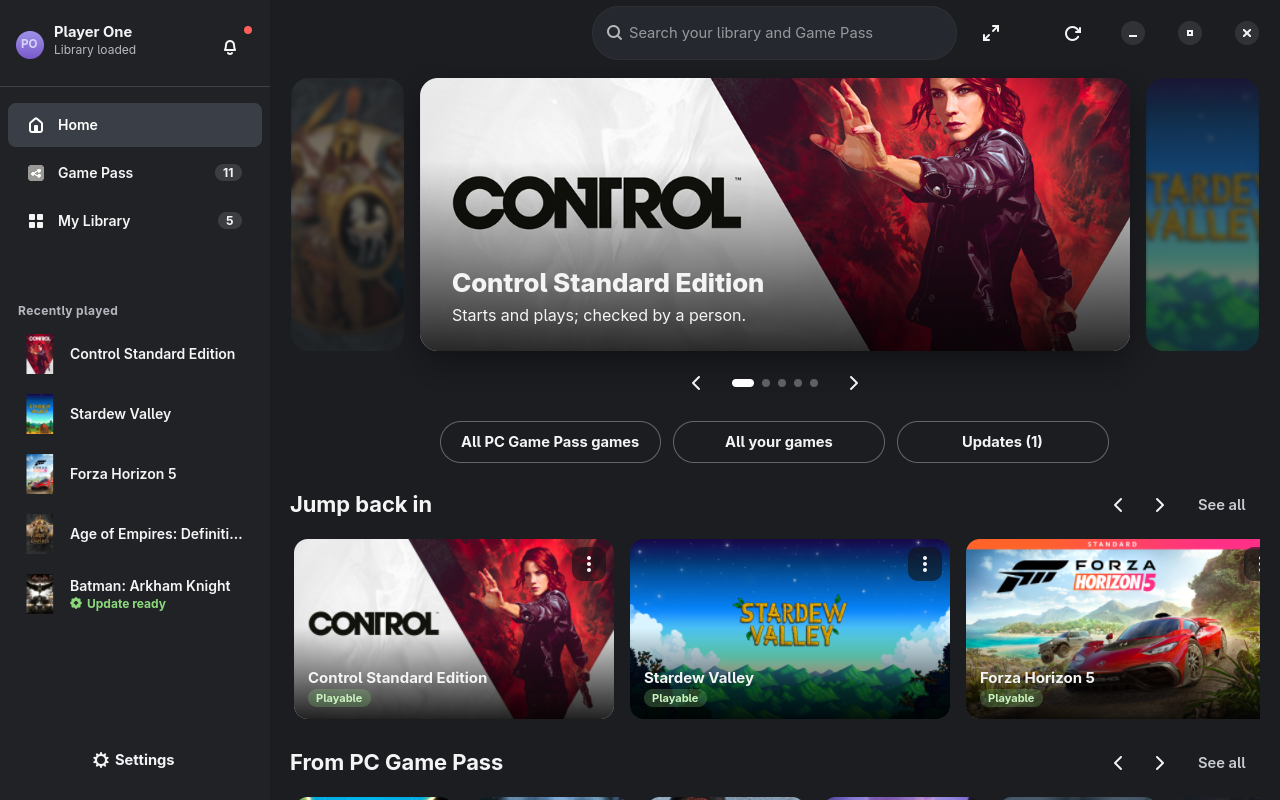 PO
Player One
Library loaded
Search your library and Game Pass
Home
Game Pass
11
My Library
5
Recently played
Control Standard Edition
Stardew Valley
Forza Horizon 5
Age of Empires: Definiti...
Batman: Arkham Knight
Update ready
Settings
CONTROL™
Control Standard Edition
Starts and plays; checked by a person.
STARDEW
VALLEY
All PC Game Pass games
All your games
Updates (1)
Jump back in
See all
CONTROL
Control Standard Edition
Playable
STARDEW
VALLEY
Stardew Valley
Playable
STANDARD
FORZA
HORIZON 5
Forza Horizon 5
Playable
From PC Game Pass
See all